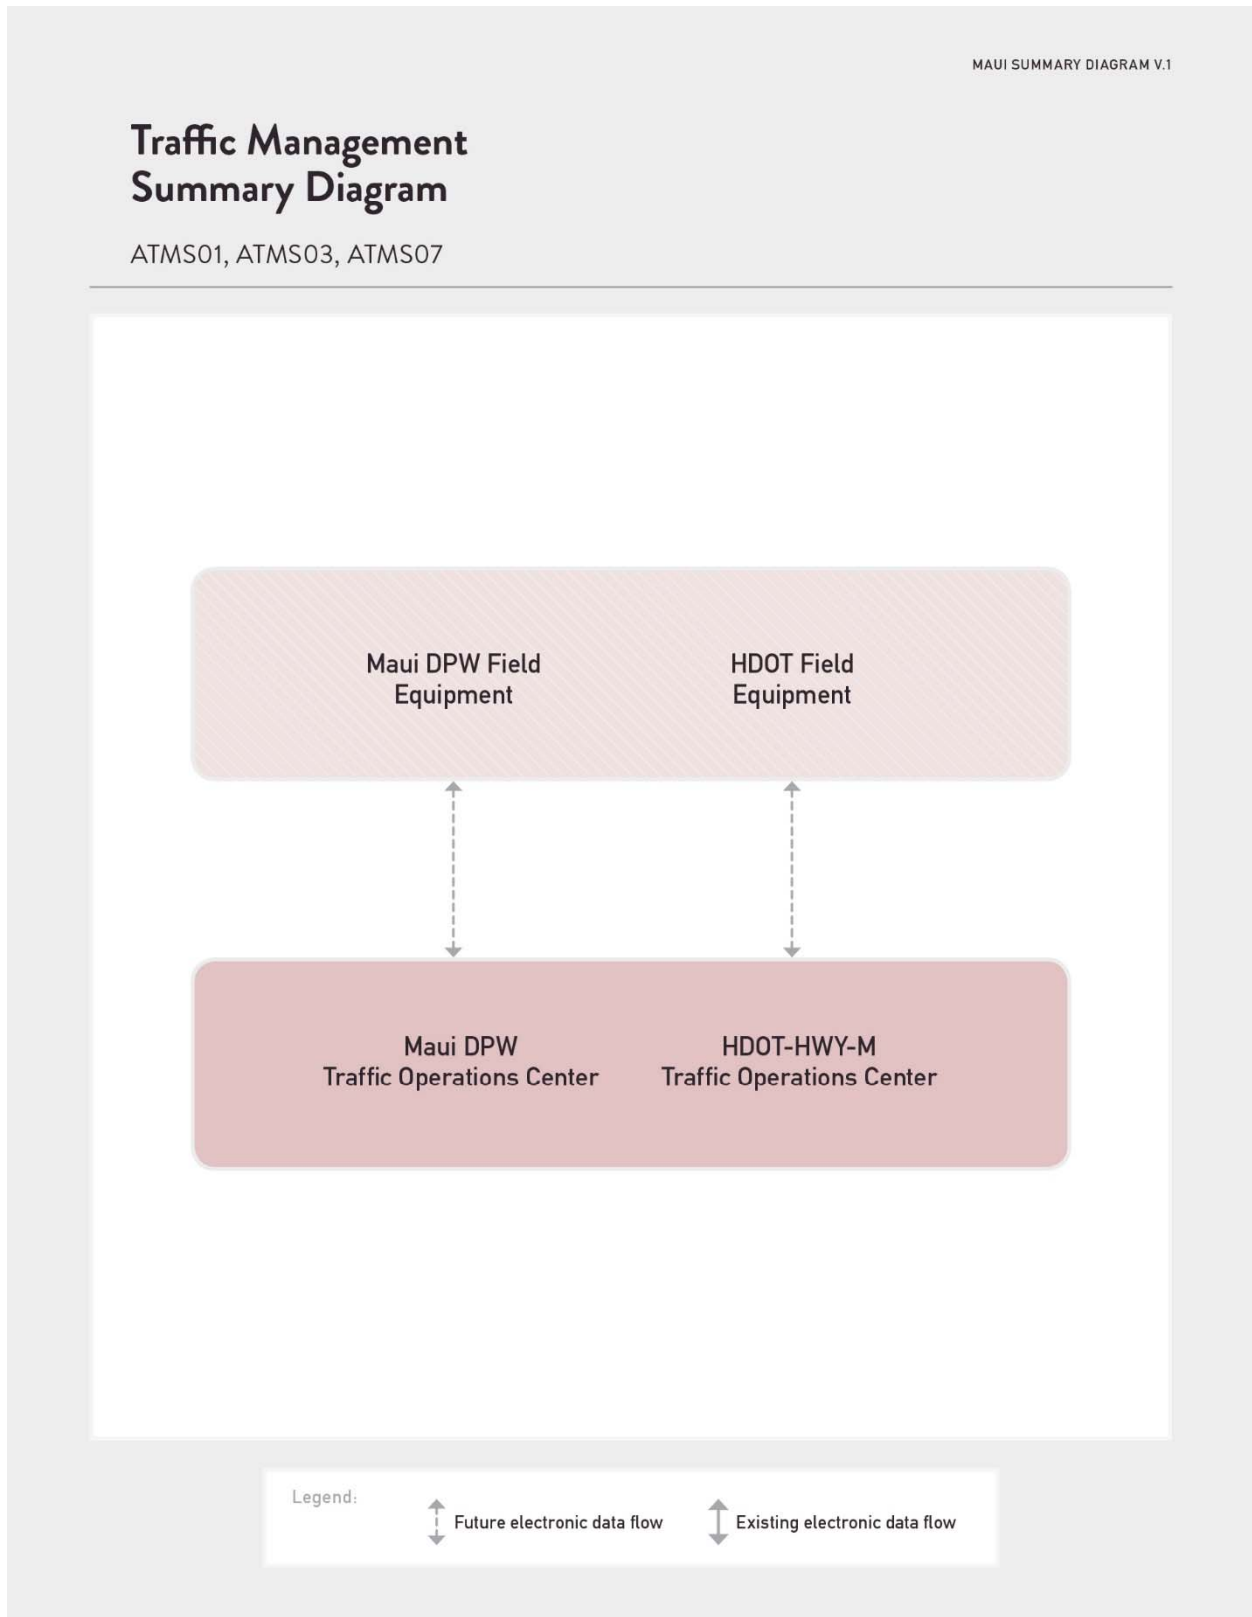 MAUI SUMMARY DIAGRAM V.1
Traffic Management
Summary Diagram
ATMS01, ATMS03, ATMS07
Maui DPW Field
Equipment
HDOT Field
Equipment
Maui DPW
Traffic Operations Center
HDOT-HWY-M
Traffic Operations Center
Legend:
Future electronic data flow
Existing electronic data flow